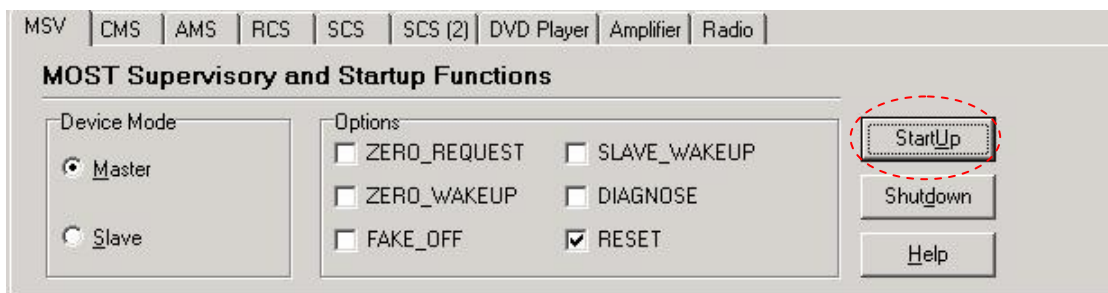 MSV CMS AMS RCS SCS SCS (2) DVD Player Amplifier Radio
MOST Supervisory and Startup Functions
Device Mode
Master
Slave
Options
ZERO_REQUEST SLAVE_WAKEUP
ZERO_WAKEUP DIAGNOSE
FAKE_OFF RESET
StartUp
Shutdown
Help